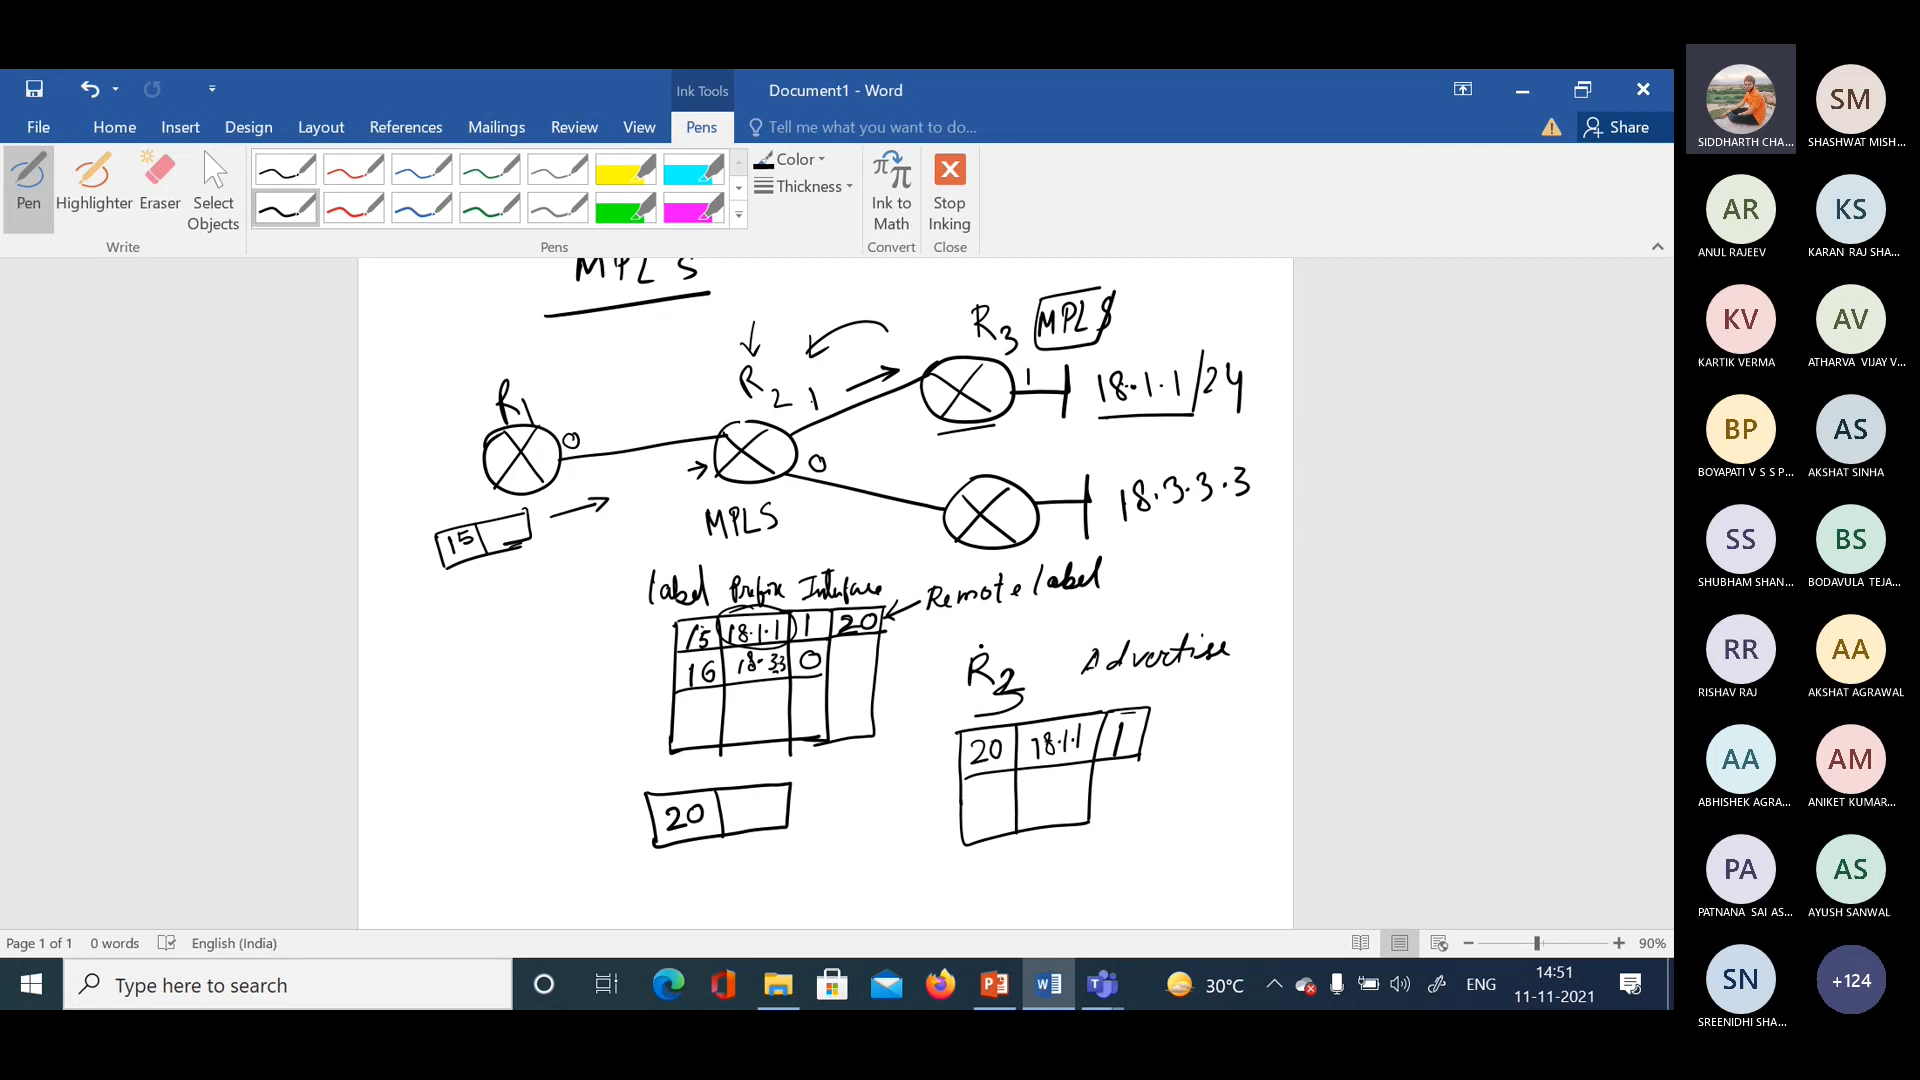 Ink Tools
Document1 - Word
File Home Insert Design Layout References Mailings Review View Pens Tell me what you want to do... Share
Pen Highlighter Eraser Select Objects
Write
Pens
Color
Thickness
Ink to Math
Convert
Stop Inking
Close
MPLS
R3 MPLS
R2 1
1 18.1.1/24
R1
0
0
18.3.3.3
15
MPLS
label Prefix Interface
Remote label
15 18.1.1 1 20
16 18.33 0
R3 Advertise
20 18.1.1 1
20
Page 1 of 1 0 words English (India) 90%
Type here to search
30°C ENG 14:51
11-11-2021
SIDDHARTH CHA...
SM
SHASHWAT MISH...
AR
ANUL RAJEEV
KS
KARAN RAJ SHA...
KV
KARTIK VERMA
AV
ATHARVA VIJAY V...
BP
BOYAPATI V S S P...
AS
AKSHAT SINHA
SS
SHUBHAM SHAN...
BS
BODAVULA TEJA...
RR
RISHAV RAJ
AA
AKSHAT AGRAWAL
AA
ABHISHEK AGRA...
AM
ANIKET KUMAR...
PA
PATNANA SAI AS...
AS
AYUSH SANWAL
SN
SREENIDHI SHA...
+124